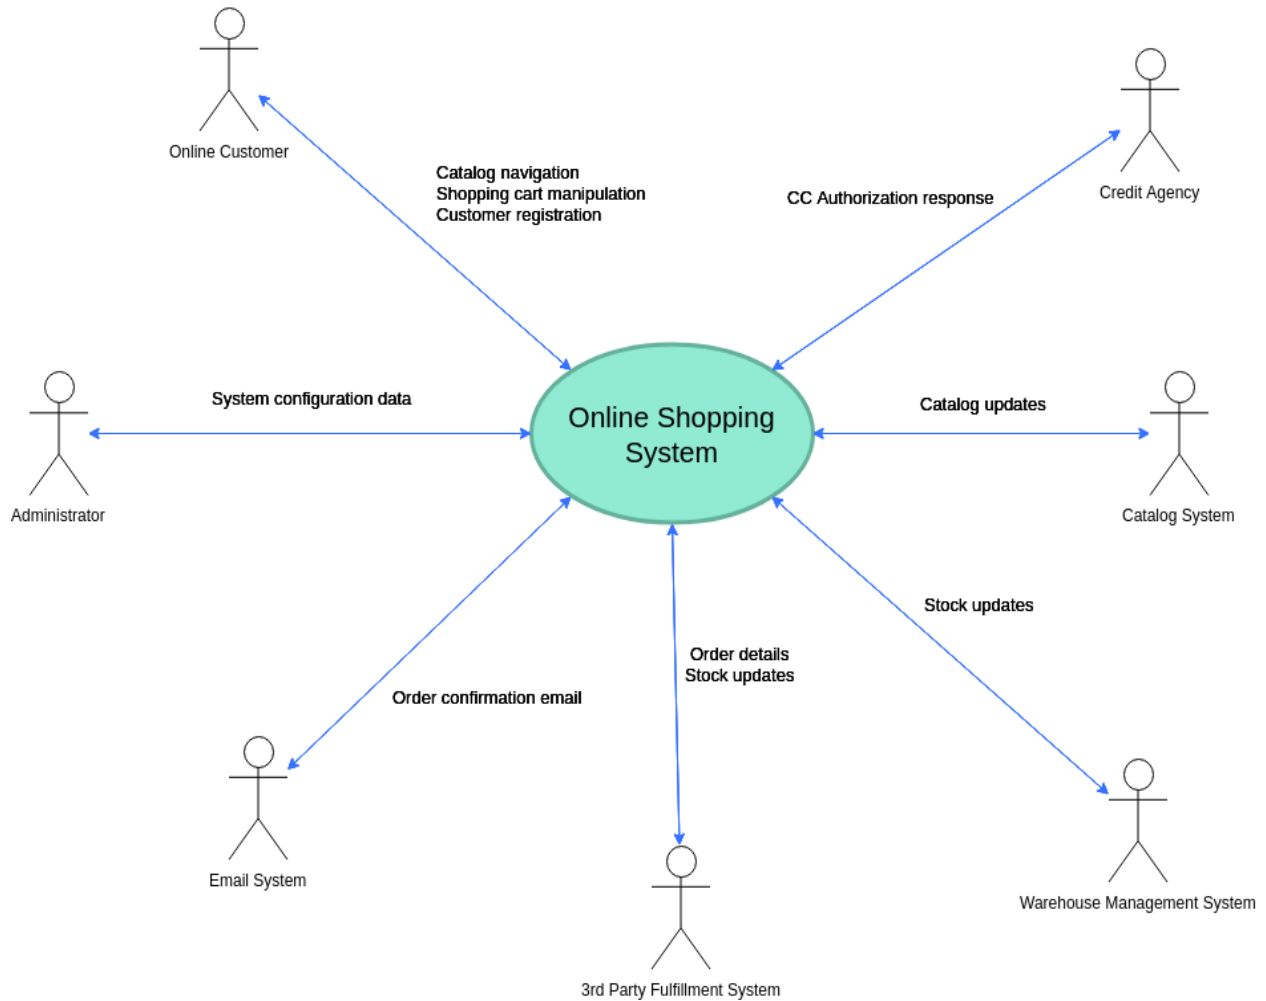 Online Customer
Catalog navigation
Shopping cart manipulation
Customer registration
CC Authorization response
Credit Agency
System configuration data
Administrator
Online Shopping
System
Catalog updates
Catalog System
Stock updates
Order details
Stock updates
Order confirmation email
Email System
Warehouse Management System
3rd Party Fulfillment System